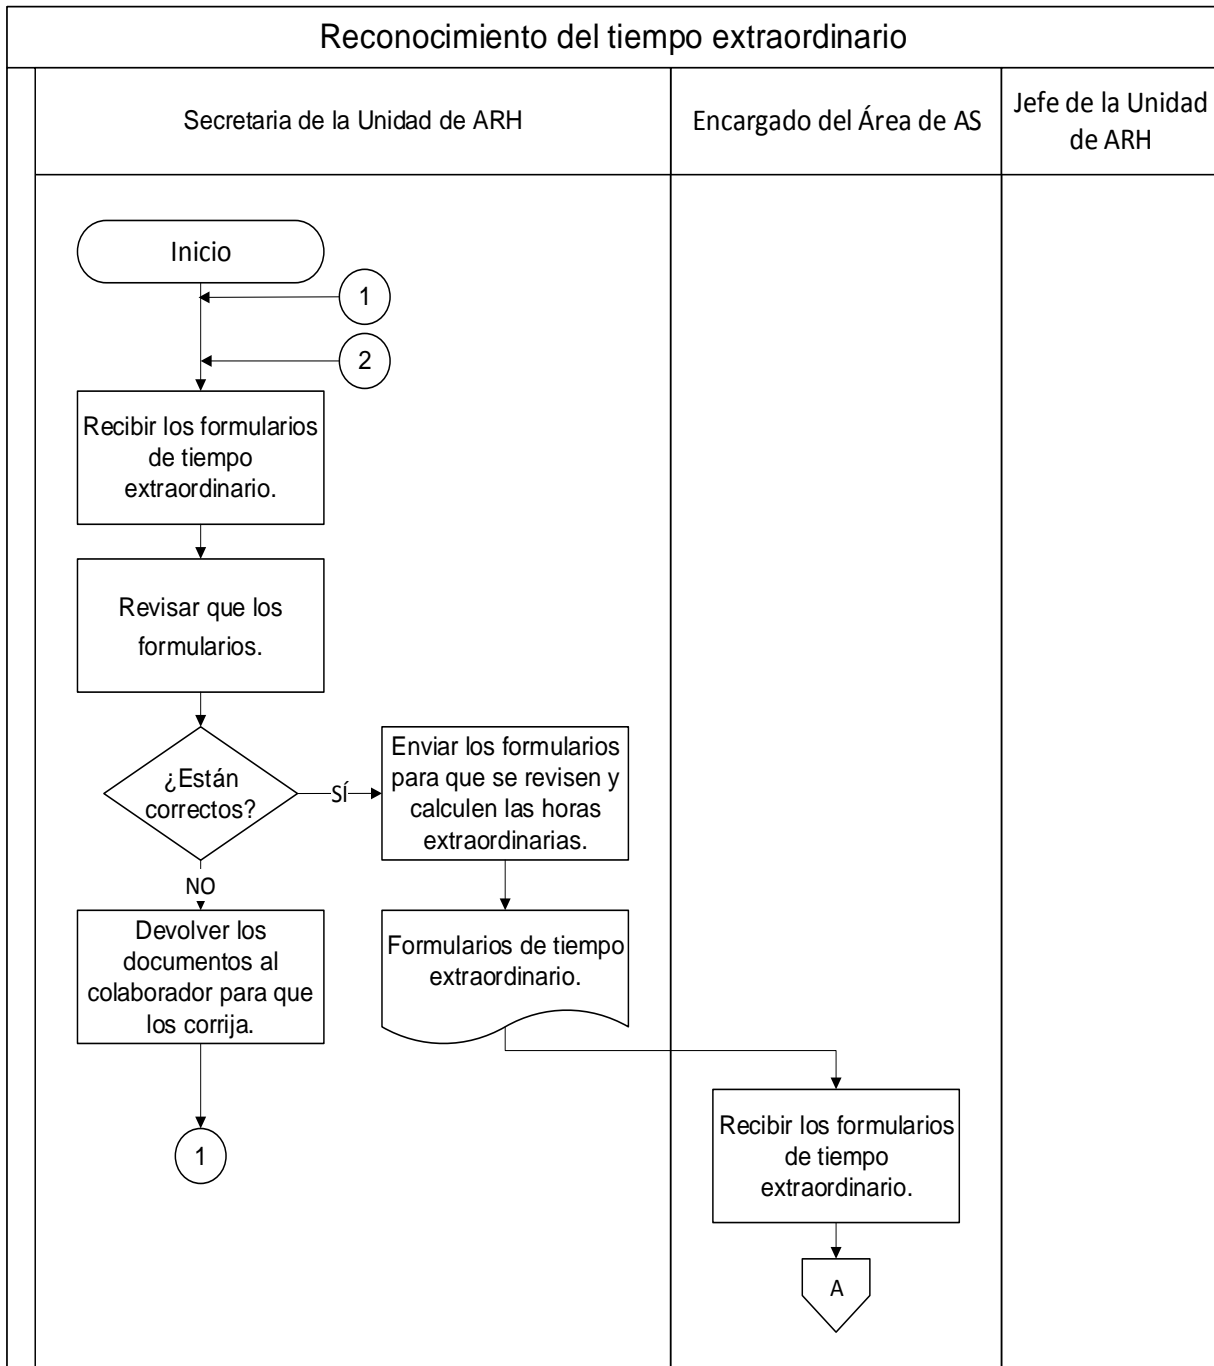 Reconocimiento del tiempo extraordinario
Secretaria de la Unidad de ARH
Encargado del Área de AS
Jefe de la Unidad
de ARH
Inicio
1
2
Recibir los formularios
de tiempo
extraordinario.
Revisar que los
formularios.
¿Están
correctos?
SÍ
Enviar los formularios
para que se revisen y
calculen las horas
extraordinarias.
NO
Devolver los
documentos al
colaborador para que
los corrija.
Formularios de tiempo
extraordinario.
1
Recibir los formularios
de tiempo
extraordinario.
A